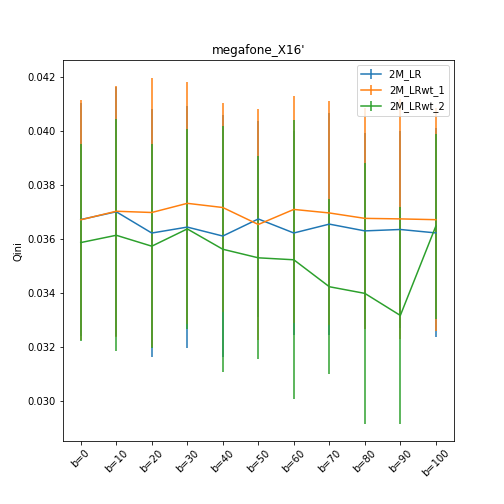 megafone_X16'
2M_LR
2M_LRwt_1
2M_LRwt_2
Qini
0.042
0.040
0.038
0.036
0.034
0.032
0.030
b=0
b=10
b=20
b=30
b=40
b=50
b=60
b=70
b=80
b=90
b=100